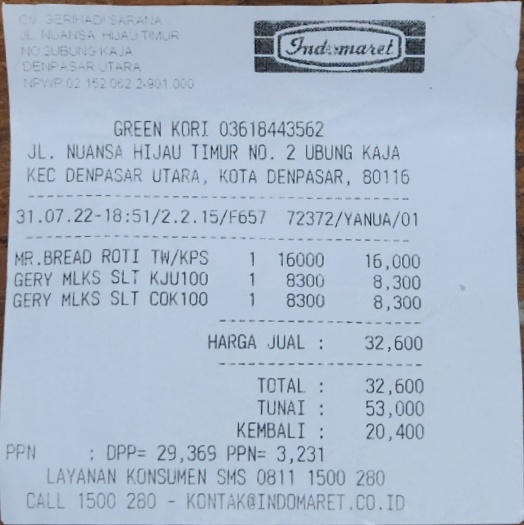 CV. GERIHADI SARANA
JL. NUANSA HIJAU TIMUR
NO.2UBUNG KAJA
DENPASAR UTARA
NPWP:02.152.062.2-901.000
Indomaret
GREEN KORI 03618443562
JL. NUANSA HIJAU TIMUR NO. 2 UBUNG KAJA
KEC DENPASAR UTARA, KOTA DENPASAR, 80116
31.07.22-18:51/2.2.15/F657 72372/YANUA/01
MR.BREAD ROTI TW/KPS 1 16000 16,000
GERY MLKS SLT KJU100 1 8300 8,300
GERY MLKS SLT COK100 1 8300 8,300
HARGA JUAL : 32,600
TOTAL : 32,600
TUNAI : 53,000
KEMBALI : 20,400
PPN : DPP= 29,369 PPN= 3,231
LAYANAN KONSUMEN SMS 0811 1500 280
CALL 1500 280 - KONTAK@INDOMARET.CO.ID